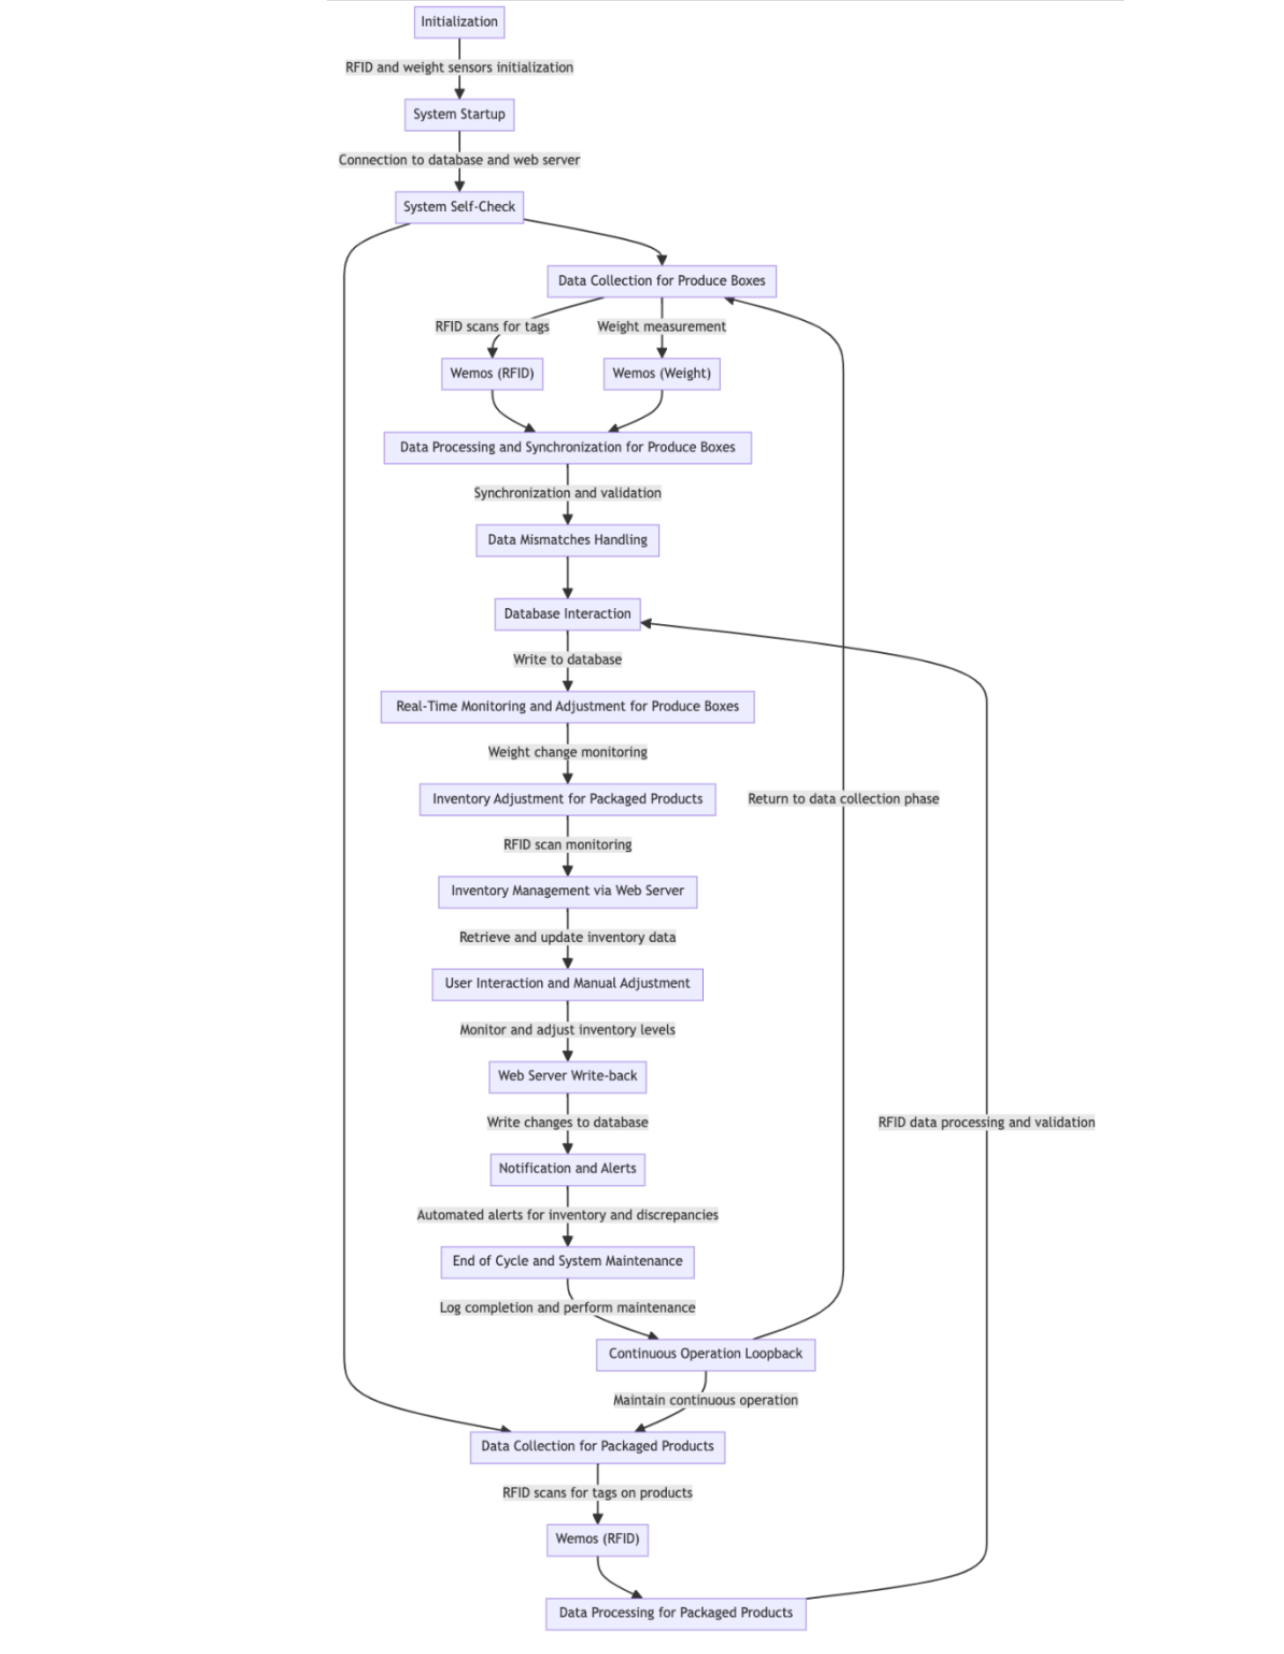 Initialization
RFID and weight sensors initialization
System Startup
Connection to database and web server
System Self-Check
Data Collection for Produce Boxes
RFID scans for tags
Weight measurement
Wemos (RFID)
Wemos (Weight)
Data Processing and Synchronization for Produce Boxes
Synchronization and validation
Data Mismatches Handling
Database Interaction
Write to database
Real-Time Monitoring and Adjustment for Produce Boxes
Weight change monitoring
Inventory Adjustment for Packaged Products
Return to data collection phase
RFID scan monitoring
Inventory Management via Web Server
Retrieve and update inventory data
User Interaction and Manual Adjustment
Monitor and adjust inventory levels
Web Server Write-back
Write changes to database
RFID data processing and validation
Notification and Alerts
Automated alerts for inventory and discrepancies
End of Cycle and System Maintenance
Log completion and perform maintenance
Continuous Operation Loopback
Maintain continuous operation
Data Collection for Packaged Products
RFID scans for tags on products
Wemos (RFID)
Data Processing for Packaged Products